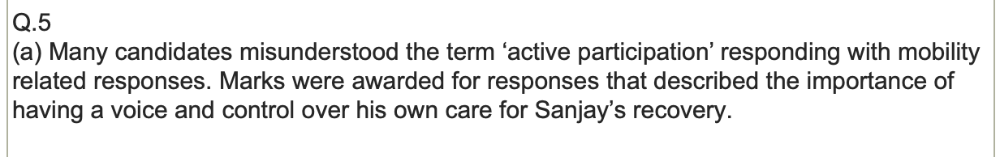 Q.5
(a) Many candidates misunderstood the term ‘active participation’ responding with mobility
related responses. Marks were awarded for responses that described the importance of
having a voice and control over his own care for Sanjay’s recovery.